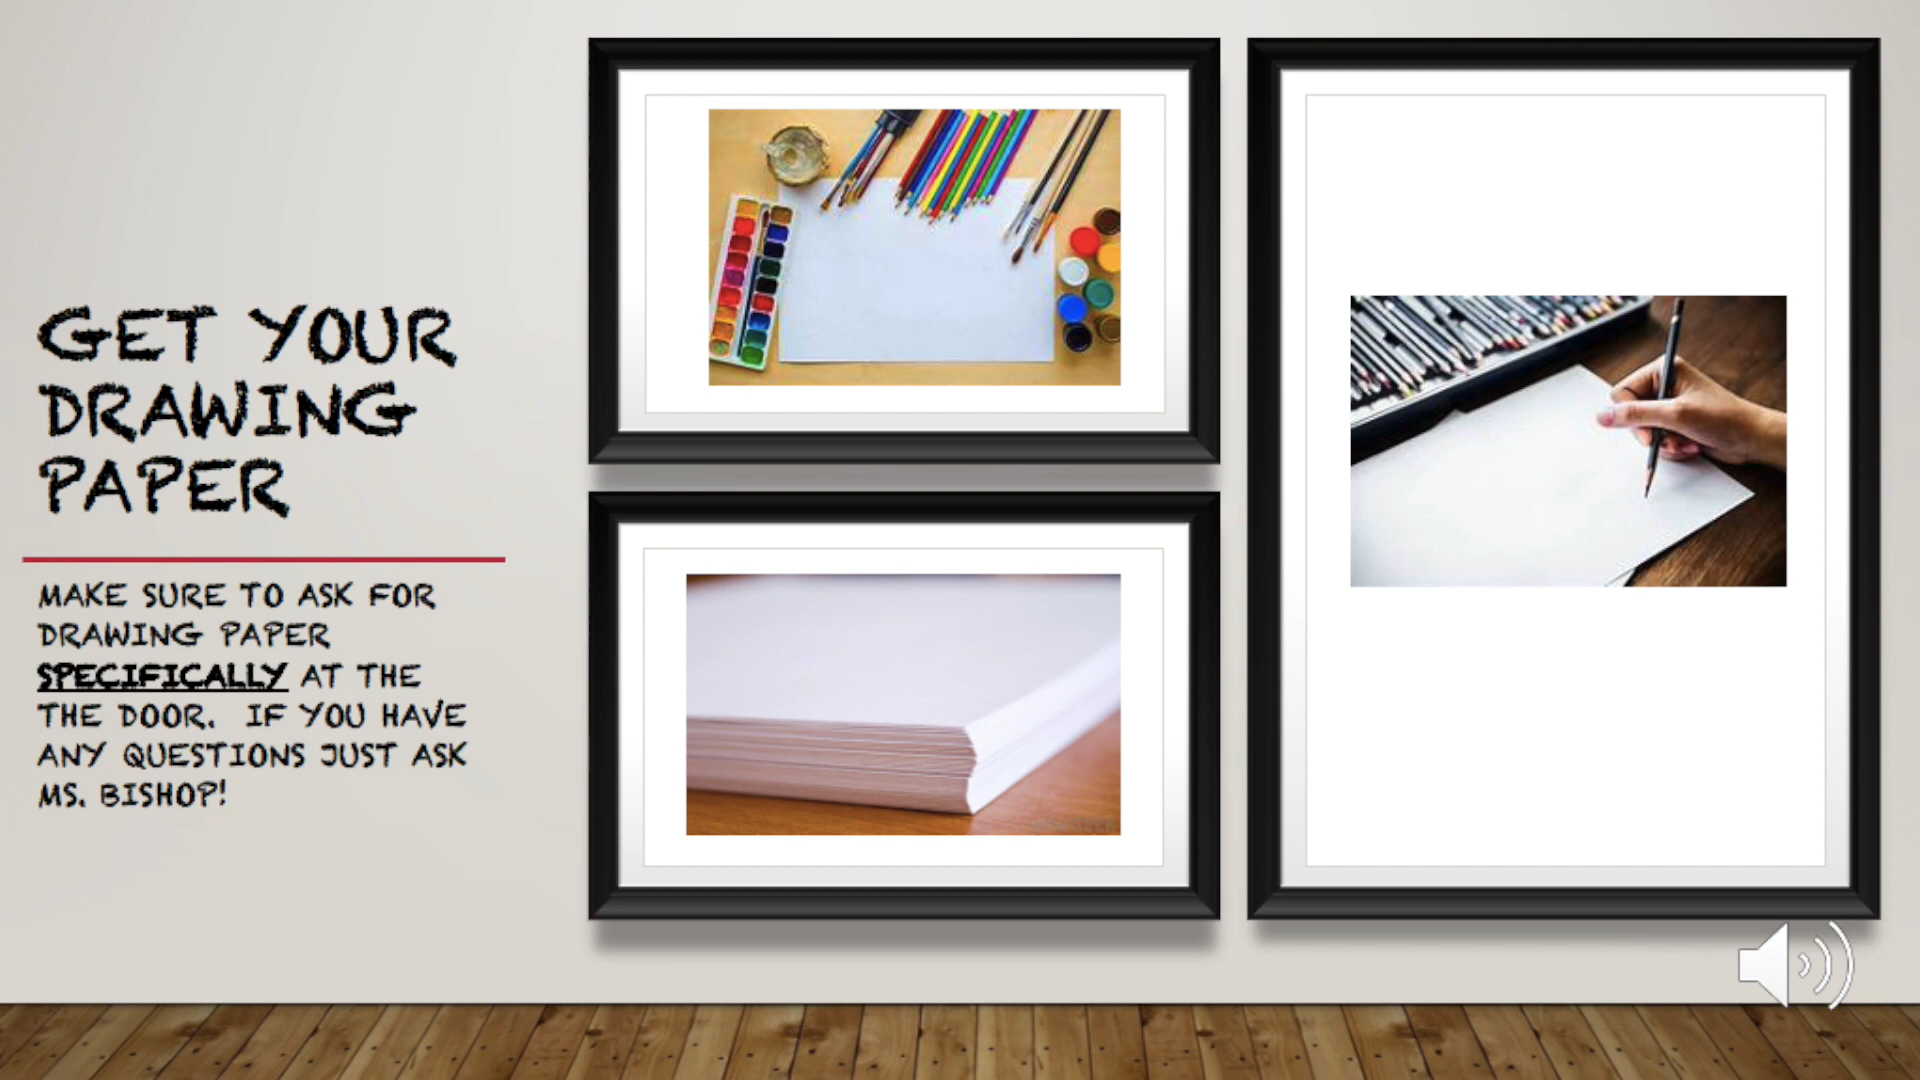 GET YOUR
DRAWING
PAPER
MAKE SURE TO ASK FOR
DRAWING PAPER
SPECIFICALLY AT THE
THE DOOR. IF YOU HAVE
ANY QUESTIONS JUST ASK
MS. BISHOP!